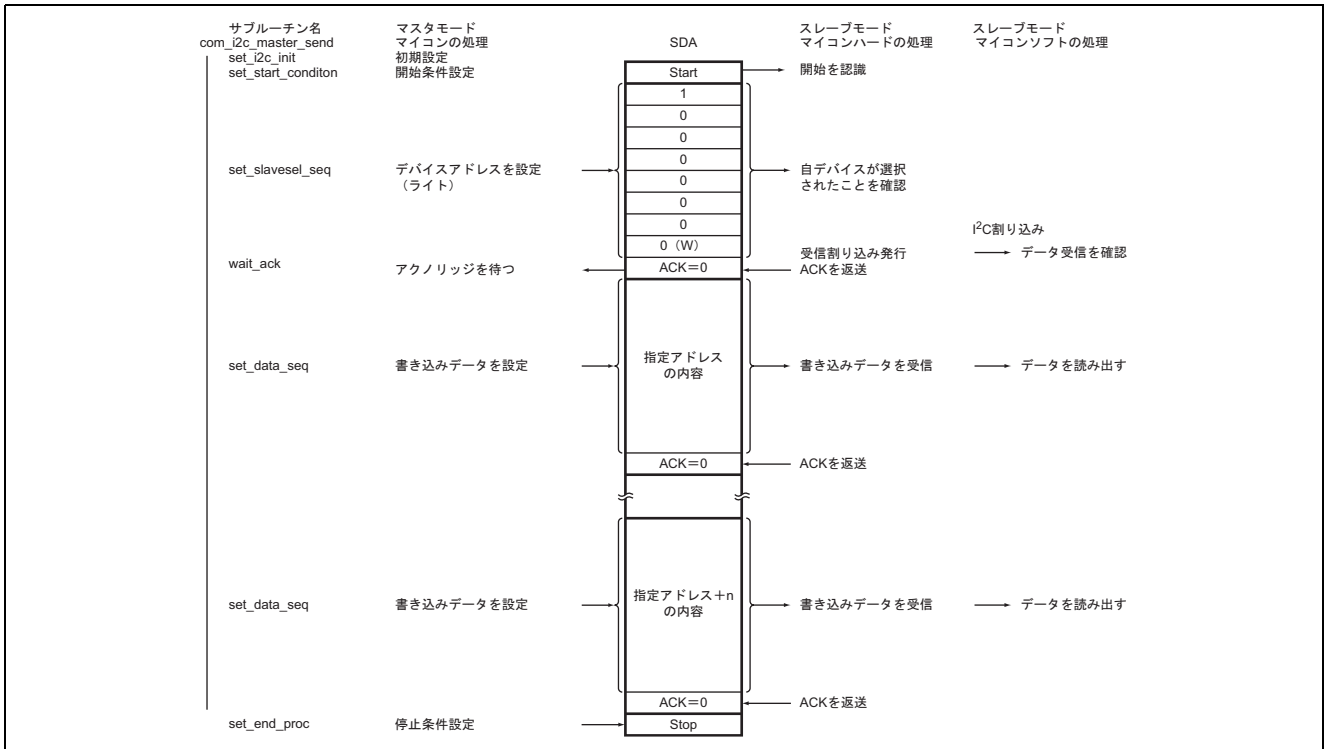 サブルーチン名 マスタモード スレーブモード スレーブモード
com_i2c_master_send マイコンの処理 SDA マイコンハードの処理 マイコンソフトの処理
set_i2c_init 初期設定
set_start_conditon 開始条件設定 Start 開始を認識
1
0
0
0
set_slavesel_seq デバイスアドレスを設定 自デバイスが選択
(ライト) 0 されたことを確認
0
0 I2C割り込み
0(W) 受信割り込み発行 データ受信を確認
wait_ack アクノリッジを待つ ACK=0 ACKを返送
指定アドレス
set_data_seq 書き込みデータを設定 の内容 書き込みデータを受信 データを読み出す
ACK=0 ACKを返送
指定アドレス+n
set_data_seq 書き込みデータを設定 の内容 書き込みデータを受信 データを読み出す
ACK=0 ACKを返送
set_end_proc 停止条件設定 Stop